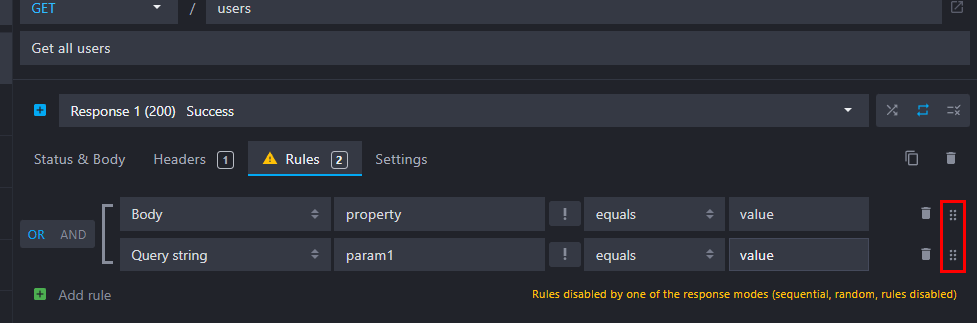 GET / users
Get all users
Response 1 (200) Success
Status & Body Headers 1 Rules 2 Settings
Body property ! equals value
OR AND
Query string param1 ! equals value
Add rule Rules disabled by one of the response modes (sequential, random, rules disabled)